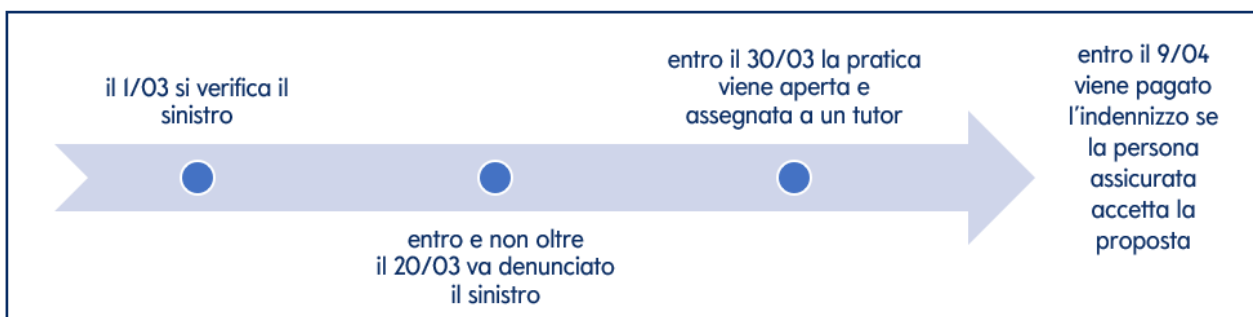 il 1/03 si verifica il
sinistro
entro e non oltre
il 20/03 va denunciato
il sinistro
entro il 30/03 la pratica
viene aperta e
assegnata a un tutor
entro il 9/04
viene pagato
l'indennizzo se
la persona
assicurata
accetta la
proposta